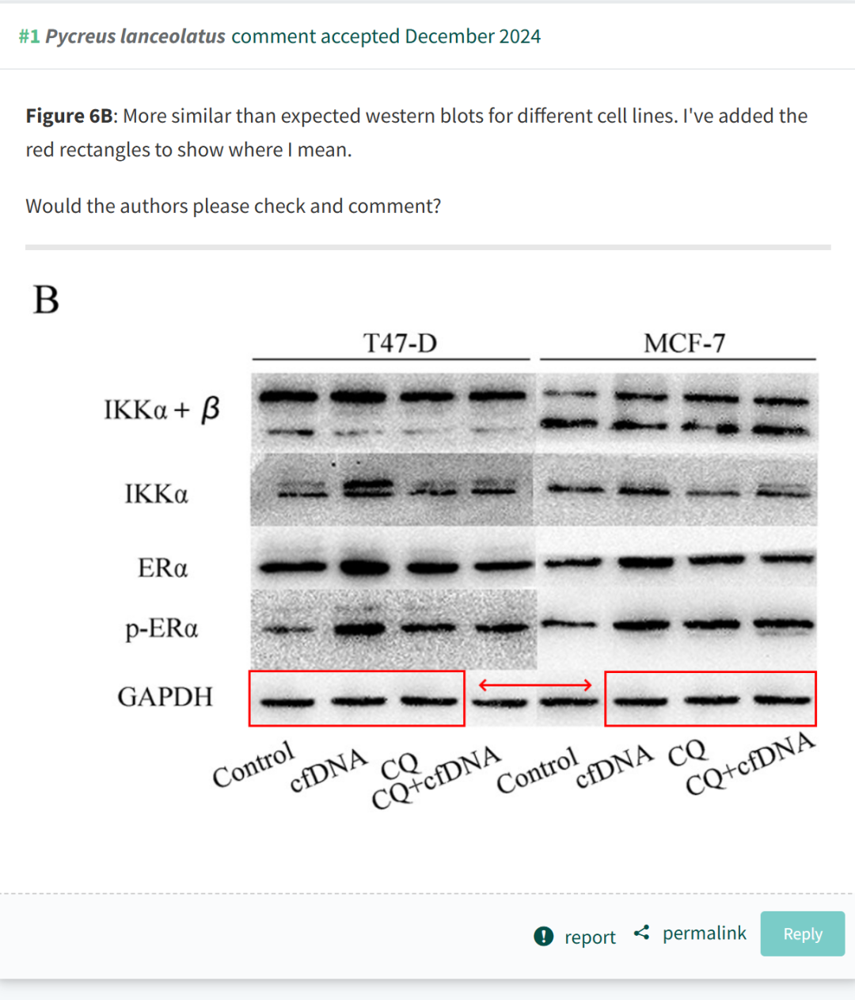 #1 Pycreus lanceolatus comment accepted December 2024
Figure 6B: More similar than expected western blots for different cell lines. I've added the
red rectangles to show where I mean.
Would the authors please check and comment?
B
T47-D MCF-7
IKKα + β
IKKα
ERα
p-ERα
GAPDH
Control cfDNA CQ CQ+cfDNA Control cfDNA CQ CQ+cfDNA
! report permalink Reply